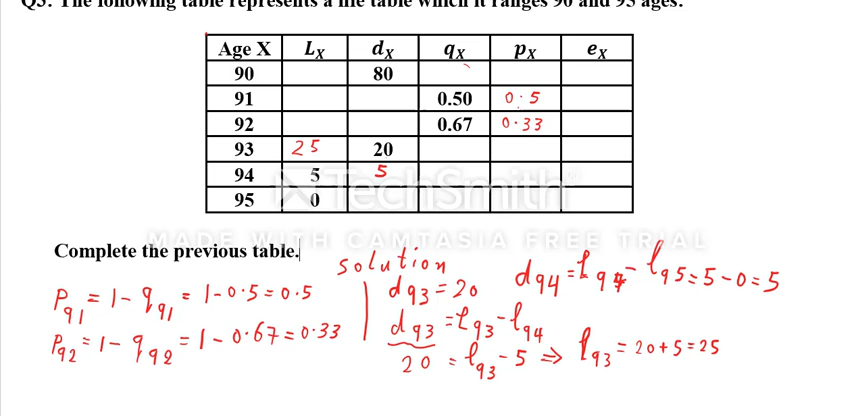 Q3: The following table represents a life table which it ranges 90 and 95 ages.
Age X Lx dx qx px ex
90 80
91 0.50 0.5
92 0.67 0.33
93 25 20
94 5 5
95 0
TechSmith
MADE WITH CAMTASIA FREE TRIAL
Complete the previous table.
solution
P91 = 1 - q91 = 1-0.5 = 0.5
P92 = 1 - q92 = 1 - 0.67 = 0.33
d93 = 20
d93 = l93 - l94
20 = l93 - 5 ⇒ l93 = 20+5 = 25
d94 = l94 - l95 = 5-0=5